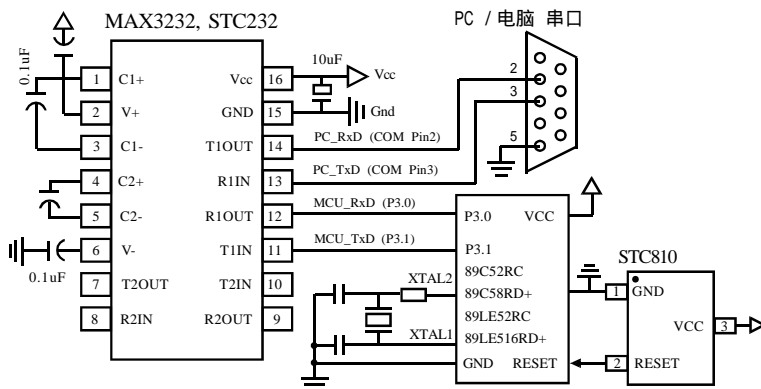 MAX3232, STC232
PC / 电脑 串口
0.1uF
1 C1+
2 V+
3 C1-
4 C2+
5 C2-
6 V-
7 T2OUT
8 R2IN
0.1uF
Vcc 16
GND 15
T1OUT 14
R1IN 13
R1OUT 12
T1IN 11
T2IN 10
R2OUT 9
10uF
Vcc
Gnd
PC_RxD (COM Pin2)
PC_TxD (COM Pin3)
MCU_RxD (P3.0)
MCU_TxD (P3.1)
2
3
5
P3.0 VCC
P3.1
89C52RC
89C58RD+
89LE52RC
89LE516RD+
GND RESET
XTAL2
XTAL1
STC810
1 GND
VCC 3
2 RESET